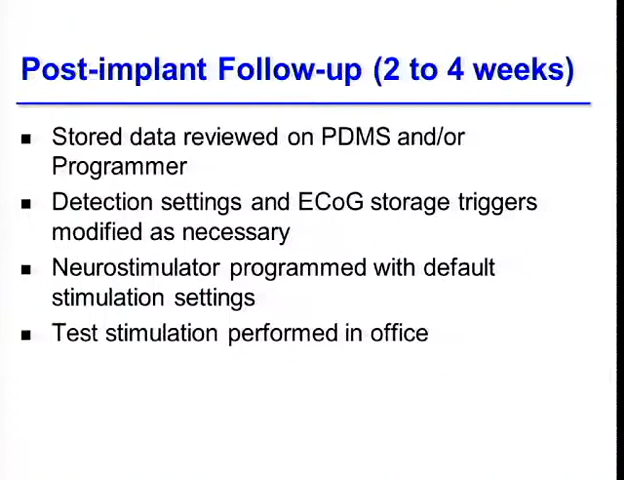 Post-implant Follow-up (2 to 4 weeks)
Stored data reviewed on PDMS and/or
Programmer
Detection settings and ECoG storage triggers
modified as necessary
Neurostimulator programmed with default
stimulation settings
Test stimulation performed in office